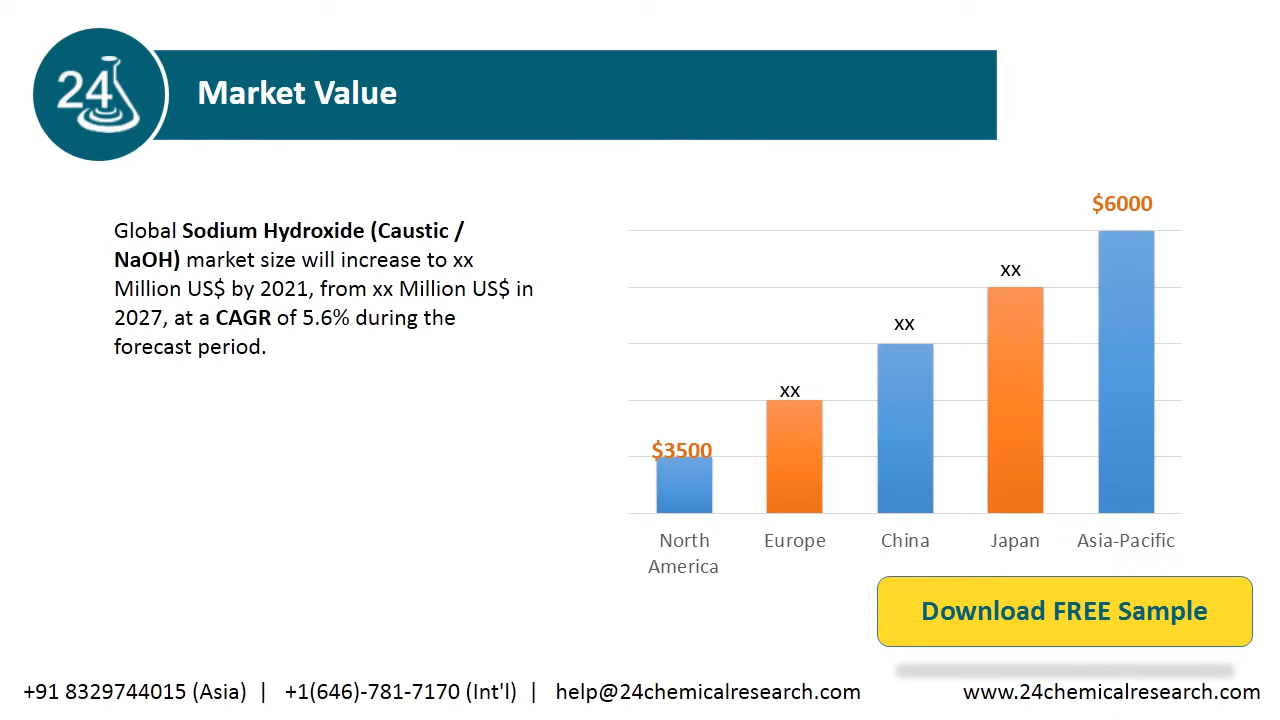 24
Market Value
Global Sodium Hydroxide (Caustic /
NaOH) market size will increase to xx
Million US$ by 2021, from xx Million US$ in
2027, at a CAGR of 5.6% during the
forecast period.
$6000
xx
xx
xx
$3500
North
America
Europe
China
Japan
Asia-Pacific
Download FREE Sample
+91 8329744015 (Asia) | +1(646)-781-7170 (Int'l) | help@24chemicalresearch.com
www.24chemicalresearch.com